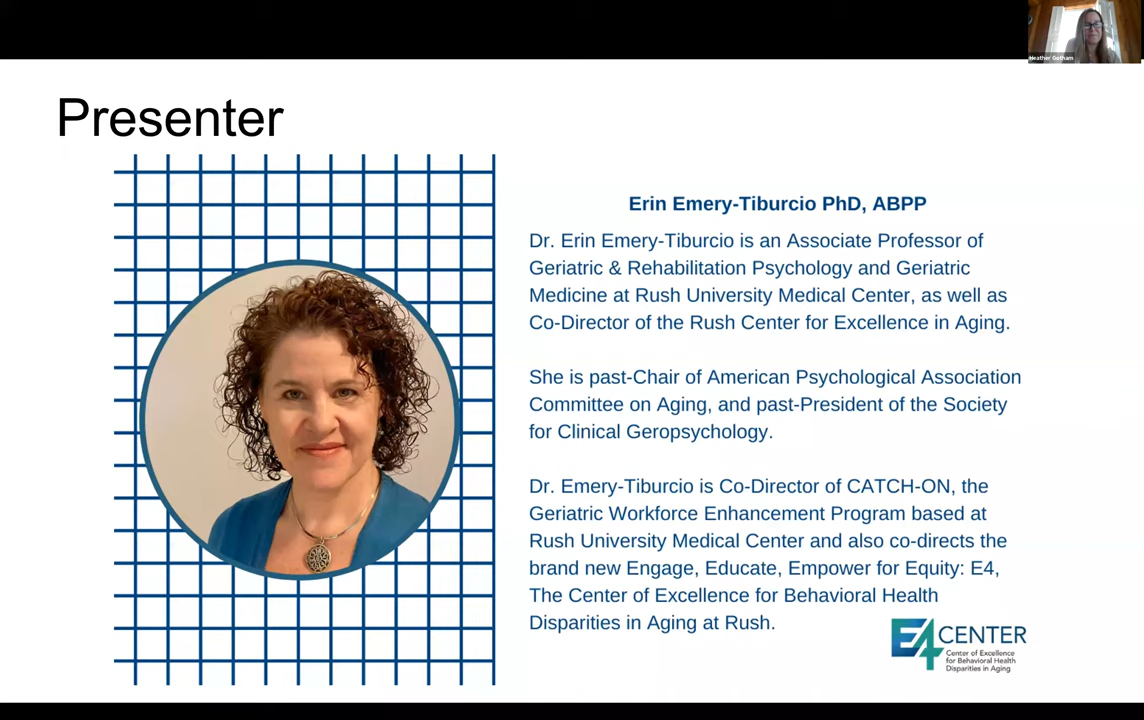 Heather Gotham
Presenter
Erin Emery-Tiburcio PhD, ABPP
Dr. Erin Emery-Tiburcio is an Associate Professor of
Geriatric & Rehabilitation Psychology and Geriatric
Medicine at Rush University Medical Center, as well as
Co-Director of the Rush Center for Excellence in Aging.
She is past-Chair of American Psychological Association
Committee on Aging, and past-President of the Society
for Clinical Geropsychology.
Dr. Emery-Tiburcio is Co-Director of CATCH-ON, the
Geriatric Workforce Enhancement Program based at
Rush University Medical Center and also co-directs the
brand new Engage, Educate, Empower for Equity: E4,
The Center of Excellence for Behavioral Health
Disparities in Aging at Rush.
E4 CENTER
Center of Excellence
for Behavioral Health
Disparities in Aging